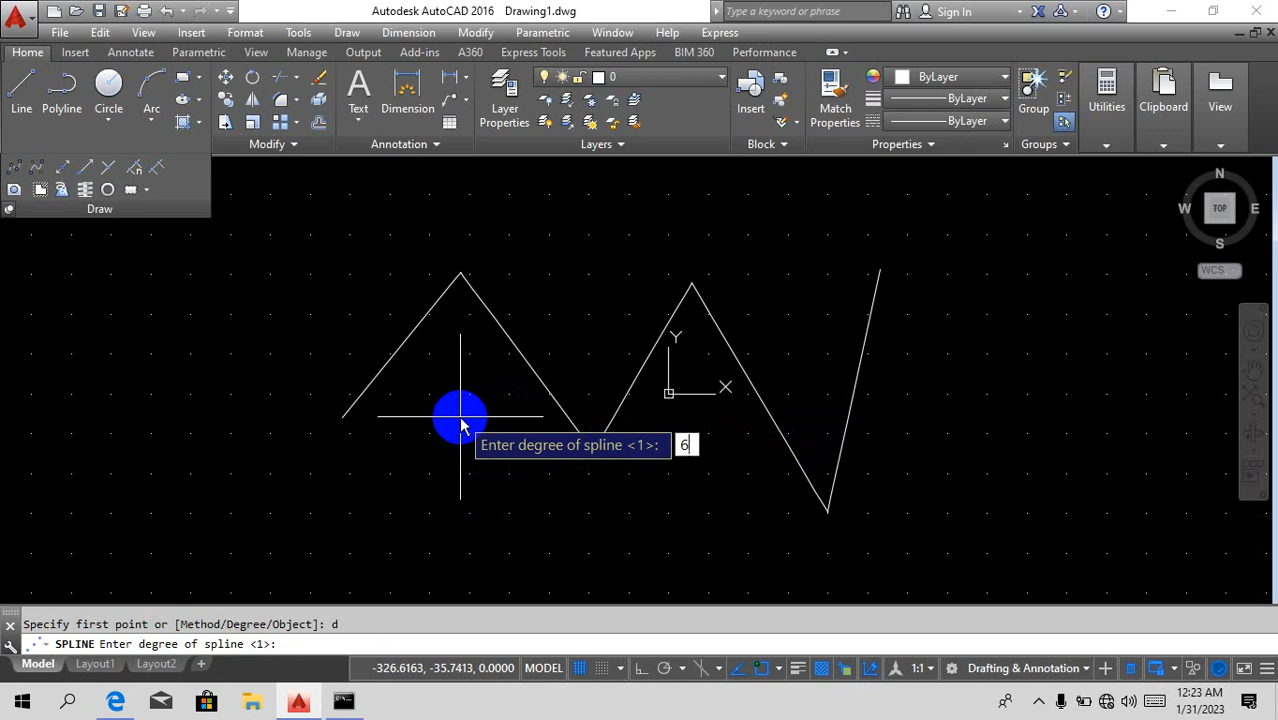 Autodesk AutoCAD 2016 Drawing1.dwg
Type a keyword or phrase
Sign In
File Edit View Insert Format Tools Draw Dimension Modify Parametric Window Help Express
Home Insert Annotate Parametric View Manage Output Add-ins A360 Express Tools Featured Apps BIM 360 Performance
0
ByLayer
ByLayer
ByLayer
Line Polyline Circle Arc
Text Dimension
Layer Properties
Insert
Match Properties
Group
Utilities Clipboard View
Modify Annotation Layers Block Properties Groups
Draw
N
W TOP E
S
WCS
Y
X
Enter degree of spline <1>: 6
Specify first point or [Method/Degree/Object]: d
SPLINE Enter degree of spline <1>:
Model Layout1 Layout2 +
-326.6163, -35.7413, 0.0000 MODEL 1:1 Drafting & Annotation
12:23 AM
1/31/2023